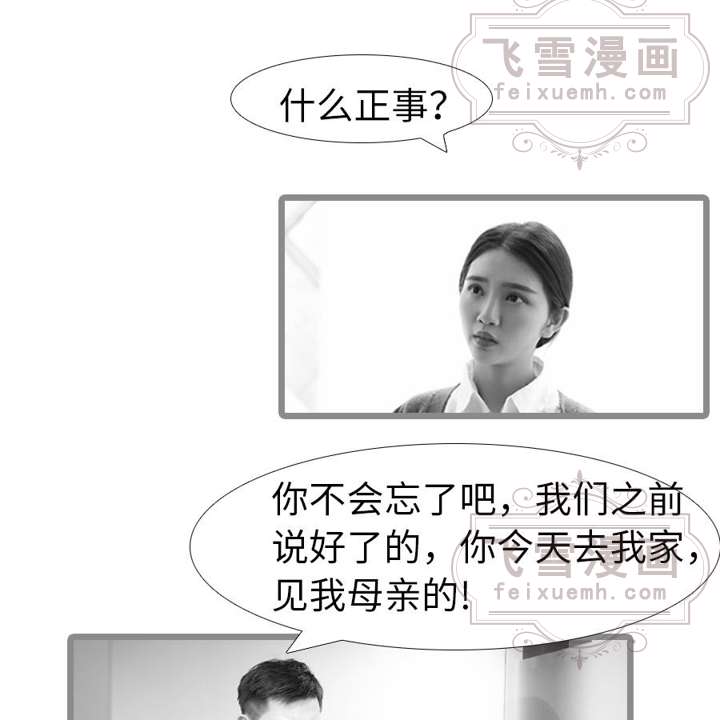 飞雪漫画
feixuemh.com
什么正事？
你不会忘了吧，我们之前
说好了的，你今天去我家，
见我母亲的！
飞雪漫画
feixuemh.com